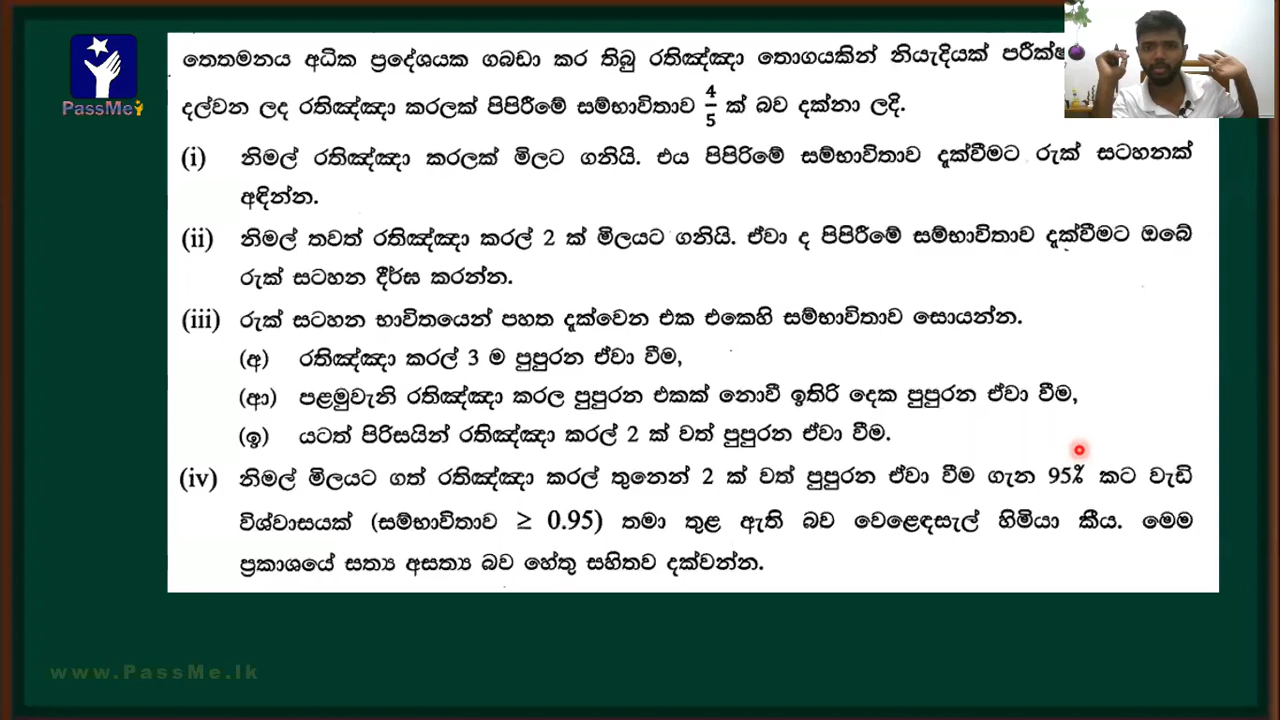 PassMe
තෙතමනය අධික ප්‍රදේශයක ගබඩා කර තිබු රතිඤ්ඤා තොගයකින් නියැදියක්
දල්වන ලද රතිඤ්ඤා කරලක් පිපිරීමේ සම්භාවිතාව 4/5 ක් බව දක්නා ලදි.
(i) නිමල් රතිඤ්ඤා කරලක් මිලට ගනියි. එය පිපිරිමේ සම්භාවිතාව දැක්වීමට රුක් සටහනක්
අඳින්න.
(ii) නිමල් තවත් රතිඤ්ඤා කරල් 2 ක් මිලයට ගනියි. ඒවා ද පිපිරීමේ සම්භාවිතාව දැක්වීමට ඔබේ
රුක් සටහන දීර්ඝ කරන්න.
(iii) රුක් සටහන භාවිතයෙන් පහත දැක්වෙන එක එකෙහි සම්භාවිතාව සොයන්න.
(අ) රතිඤ්ඤා කරල් 3 ම පුපුරන ඒවා වීම,
(ආ) පළමුවැනි රතිඤ්ඤා කරල පුපුරන එකක් නොවී ඉතිරි දෙක පුපුරන ඒවා වීම,
(ඉ) යටත් පිරිසයින් රතිඤ්ඤා කරල් 2 ක් වත් පුපුරන ඒවා වීම.
(iv) නිමල් මිලයට ගත් රතිඤ්ඤා කරල් තුනෙන් 2 ක් වත් පුපුරන ඒවා වීම ගැන 95% කට වැඩි
විශ්වාසයක් (සම්භාවිතාව ≥ 0.95) තමා තුළ ඇති බව වෙළෙඳසැල් හිමියා කීය. මෙම
ප්‍රකාශයේ සත්‍ය අසත්‍ය බව හේතු සහිතව දක්වන්න.
www.PassMe.lk